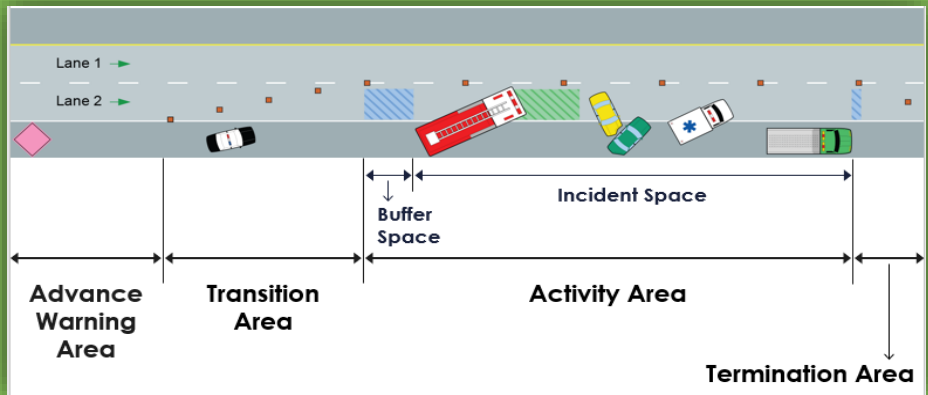 Lane 1
Lane 2
Buffer
Space
Incident Space
Advance
Warning
Area
Transition
Area
Activity Area
Termination Area